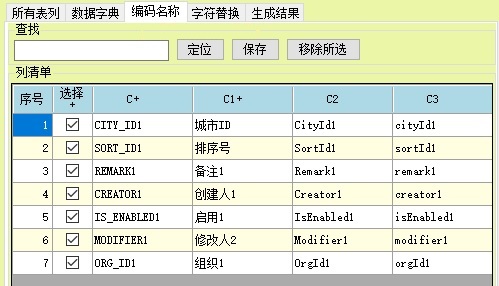 所有表列 数据字典 编码名称 字符替换 生成结果
查找
定位 保存 移除所选
列清单
序号 选择+ C+ C1+ C2 C3
1 CITY_ID1 城市ID CityId1 cityId1
2 SORT_ID1 排序号 SortId1 sortId1
3 REMARK1 备注1 Remark1 remark1
4 CREATOR1 创建人1 Creator1 creator1
5 IS_ENABLED1 启用1 IsEnabled1 isEnabled1
6 MODIFIER1 修改人2 Modifier1 modifier1
7 ORG_ID1 组织1 OrgId1 orgId1